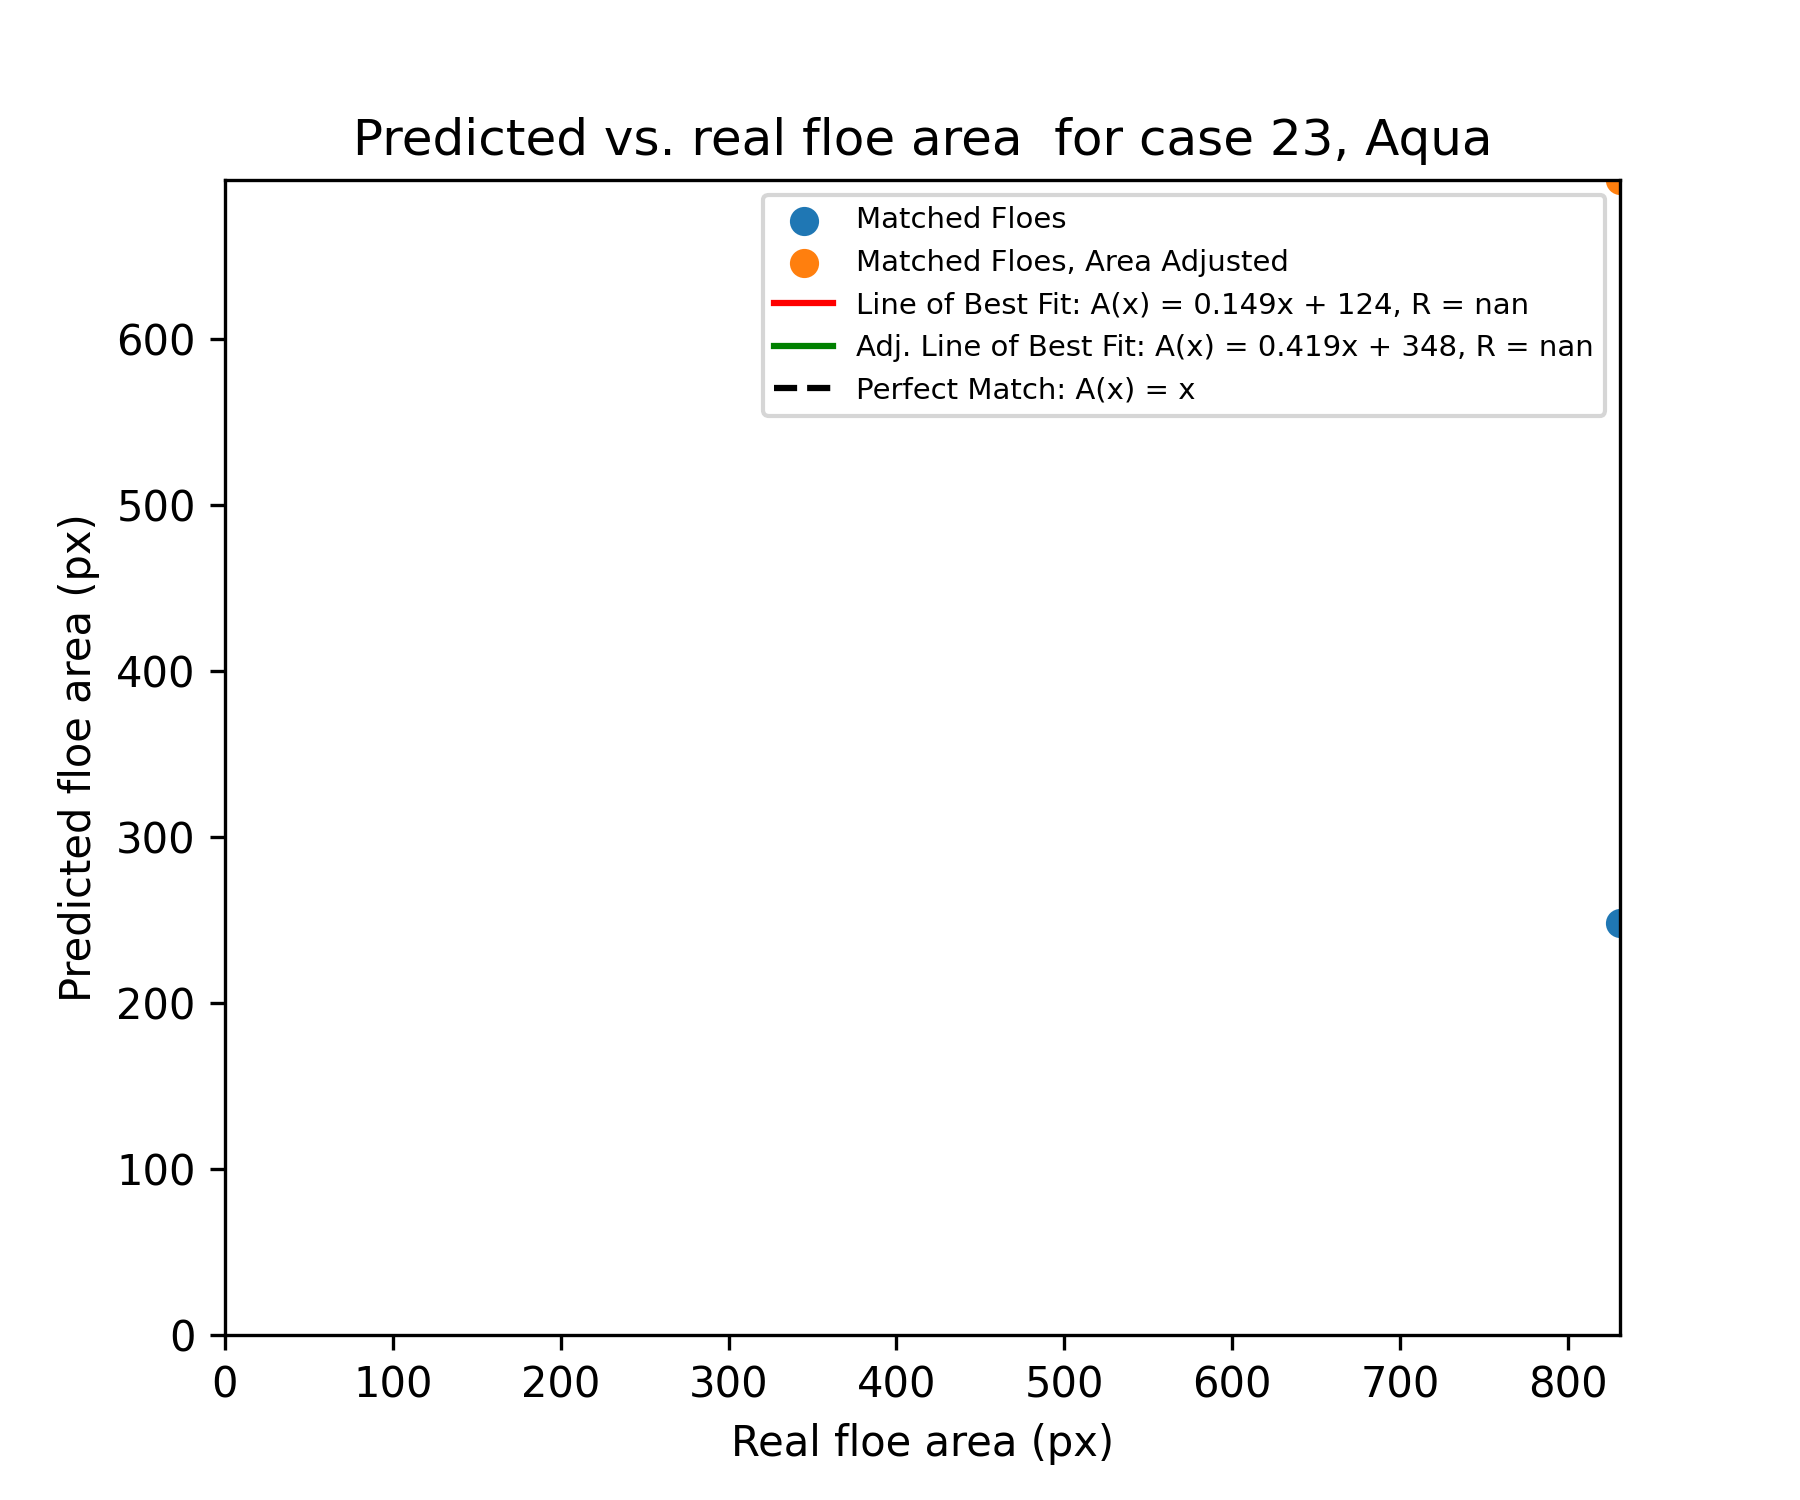 Predicted vs. real floe area  for case 23, Aqua
Matched Floes
Matched Floes, Area Adjusted
Line of Best Fit: A(x) = 0.149x + 124, R = nan
Adj. Line of Best Fit: A(x) = 0.419x + 348, R = nan
Perfect Match: A(x) = x
Predicted floe area (px)
600
500
400
300
200
100
0
0 100 200 300 400 500 600 700 800
Real floe area (px)